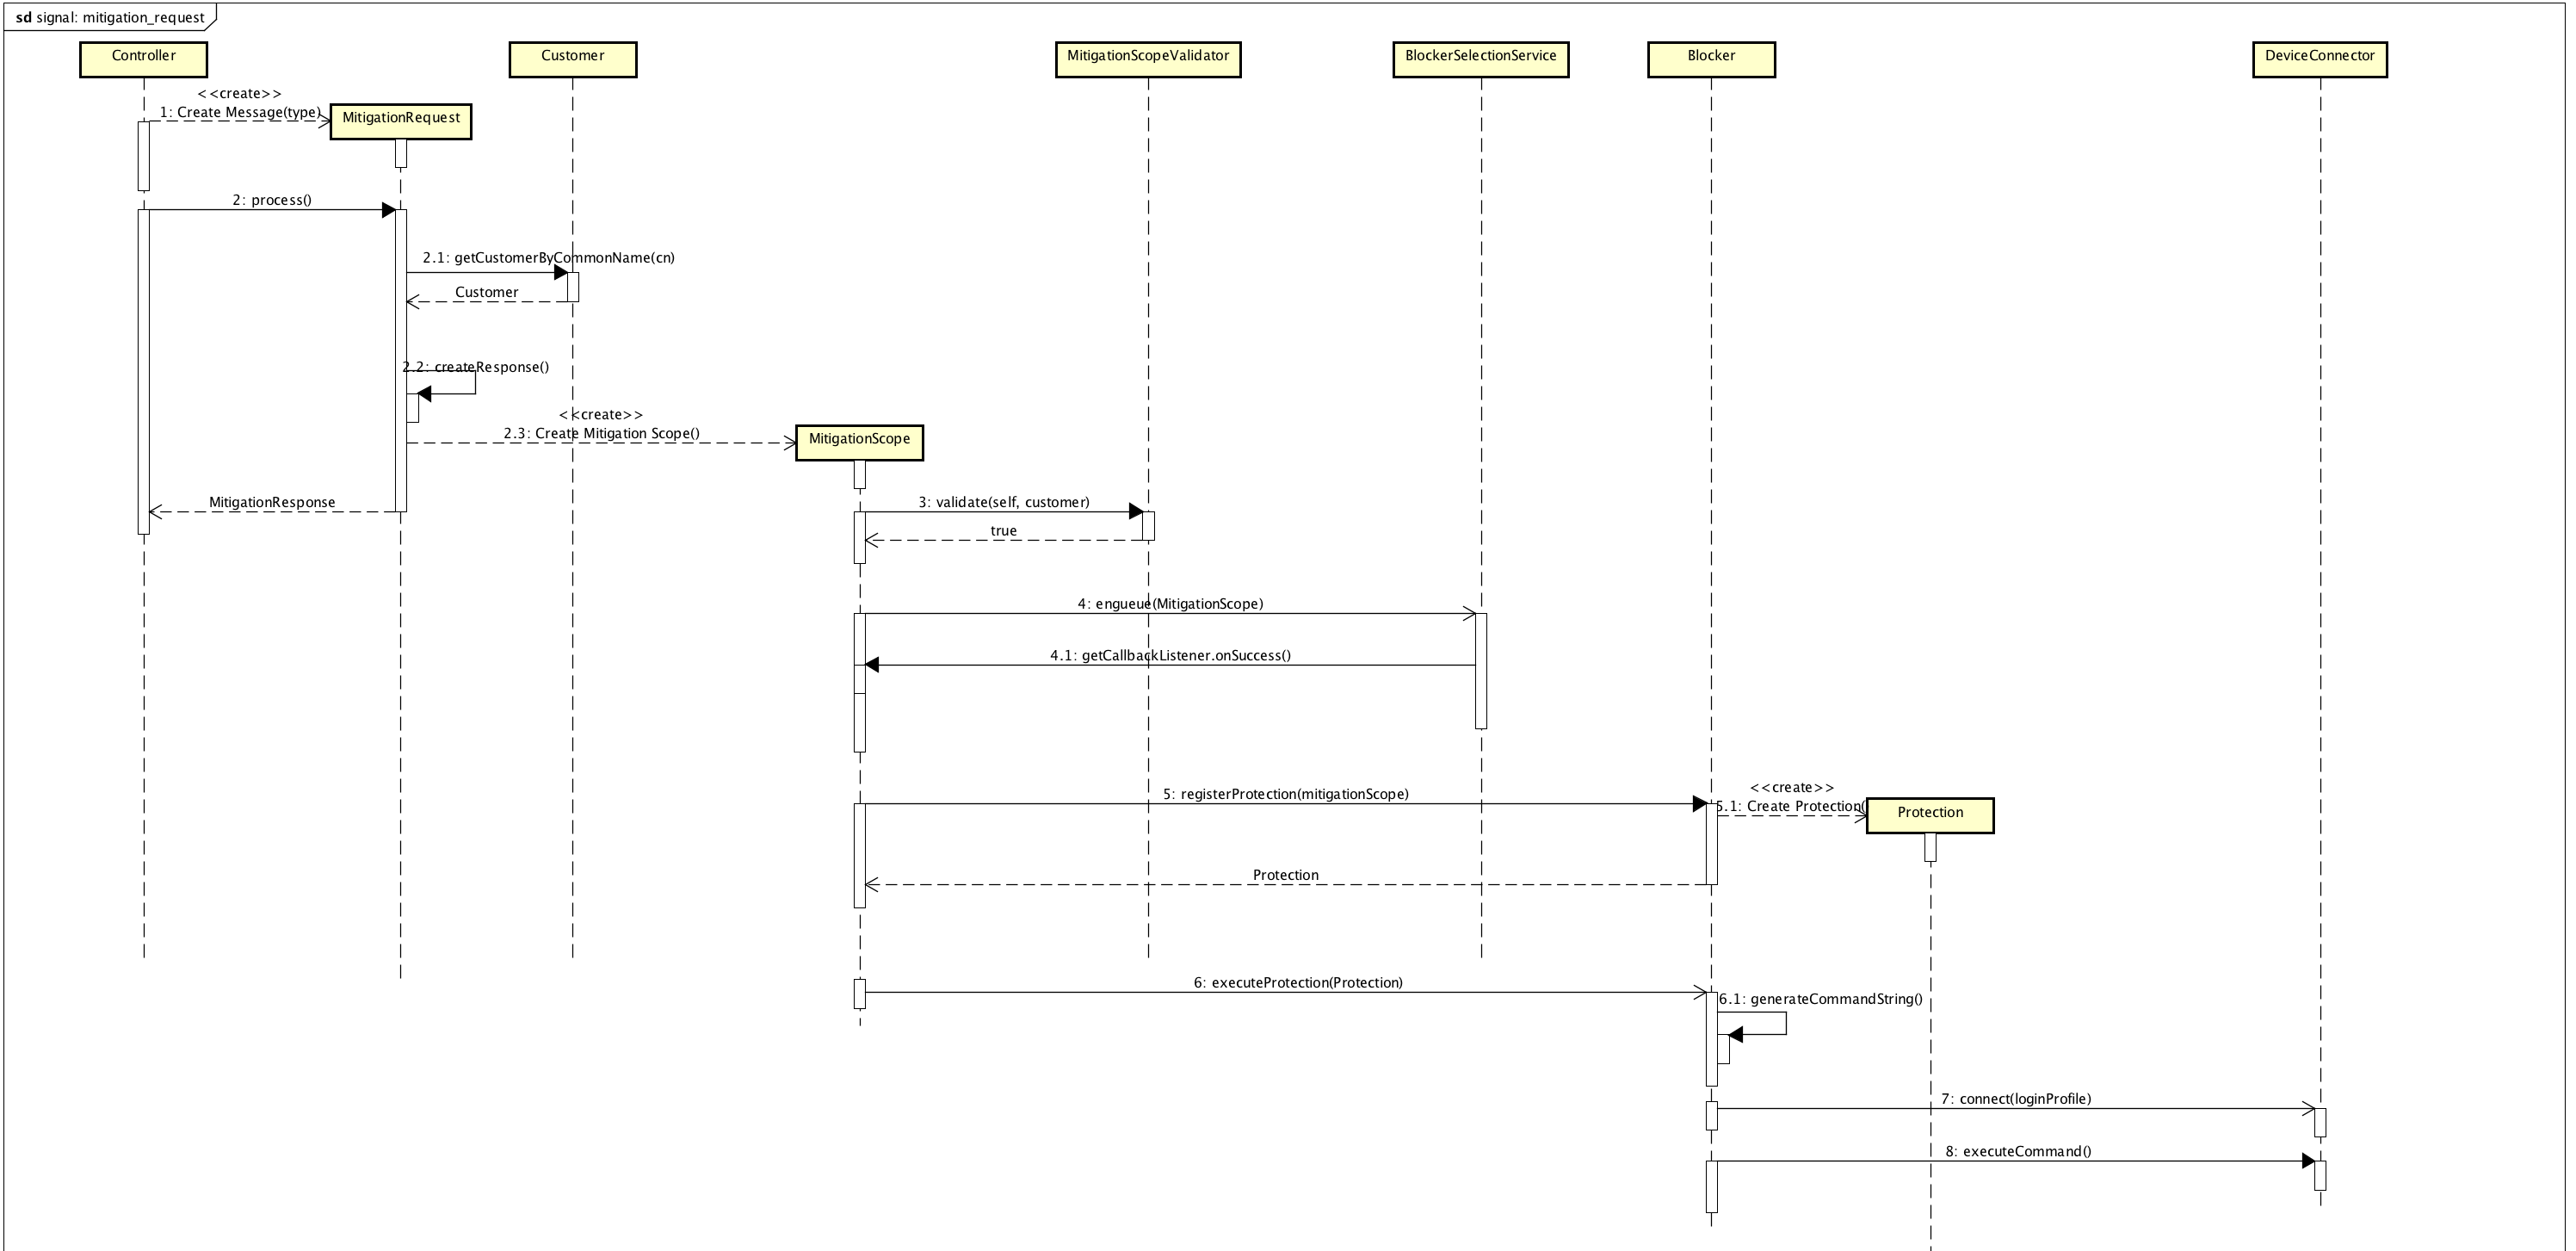 sd signal: mitigation_request
Controller
Customer
MitigationScopeValidator
BlockerSelectionService
Blocker
DeviceConnector
<<create>>
1: Create Message(type)
MitigationRequest
2: process()
2.1: getCustomerByCommonName(cn)
Customer
2.2: createResponse()
<<create>>
2.3: Create Mitigation Scope()
MitigationScope
MitigationResponse
3: validate(self, customer)
true
4: enqueue(MitigationScope)
4.1: getCallbackListener.onSuccess()
5: registerProtection(mitigationScope)
<<create>>
5.1: Create Protection(
Protection
Protection
6: executeProtection(Protection)
6.1: generateCommandString()
7: connect(loginProfile)
8: executeCommand()